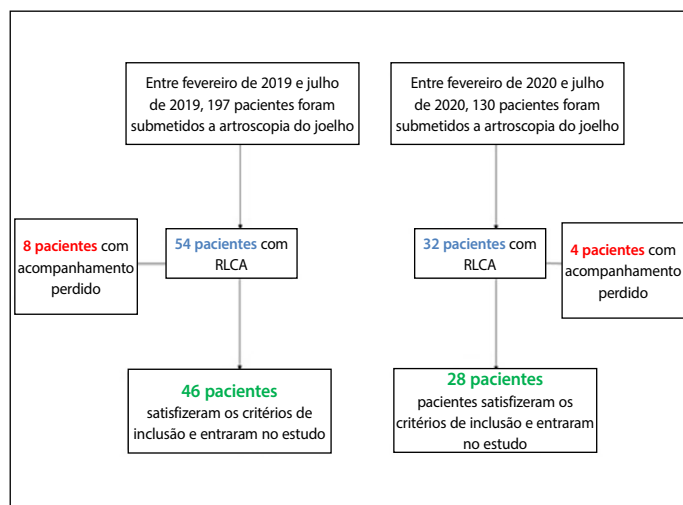 Entre fevereiro de 2019 e julho
de 2019, 197 pacientes foram
submetidos a artroscopia do joelho
Entre fevereiro de 2020 e julho
de 2020, 130 pacientes foram
submetidos a artroscopia do joelho
8 pacientes com
acompanhamento
perdido
54 pacientes com
RLCA
32 pacientes com
RLCA
4 pacientes com
acompanhamento
perdido
46 pacientes
satisfizeram os critérios de
inclusão e entraram no estudo
28 pacientes
pacientes satisfizeram os
critérios de inclusão e entraram
no estudo